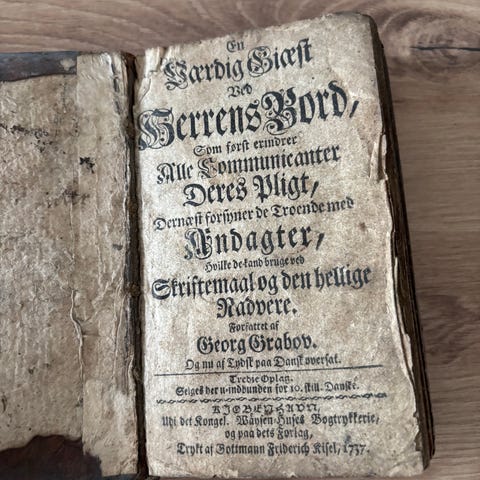 En
Værdig Giæst
Ved
Herrens Bord,
Som først erindrer
Alle Communicanter
Deres Pligt,
Dernæst forsyner de Troende med
Andagter,
Hvilke de kand bruge ved
Skriftemaal og den hellige
Nadvere.
Forfattet af
Georg Grabov.
Og nu af Tydsk paa Dansk oversat.
Tredie Oplag.
Selges her u-indbunden for 10. skill. Danske.
KIØBENHAVN,
Udi det Kongel. Wäysen-Huses Bogtrykkerie,
og paa dets Forlag,
Trykt af Gottmann Friderich Kisel, 1737.